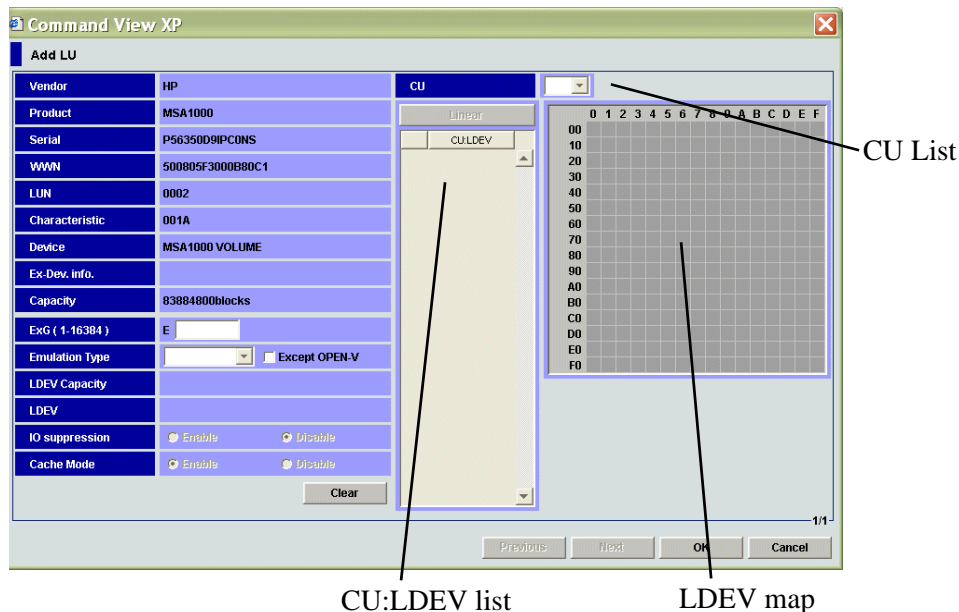 Command View XP
Add LU
Vendor HP
Product MSA1000
Serial P56350D9IPC0NS
WWN 500805F3000B80C1
LUN 0002
Characteristic 001A
Device MSA1000 VOLUME
Ex-Dev. info.
Capacity 83884800blocks
ExG ( 1-16384 ) E
Emulation Type Except OPEN-V
LDEV Capacity
LDEV
IO suppression Enable Disable
Cache Mode Enable Disable
Clear
CU
Linear
CU:LDEV
0 1 2 3 4 5 6 7 8 9 A B C D E F
00
10
20
30
40
50
60
70
80
90
A0
B0
C0
D0
E0
F0
CU List
1/1
Previous Next OK Cancel
CU:LDEV list
LDEV map